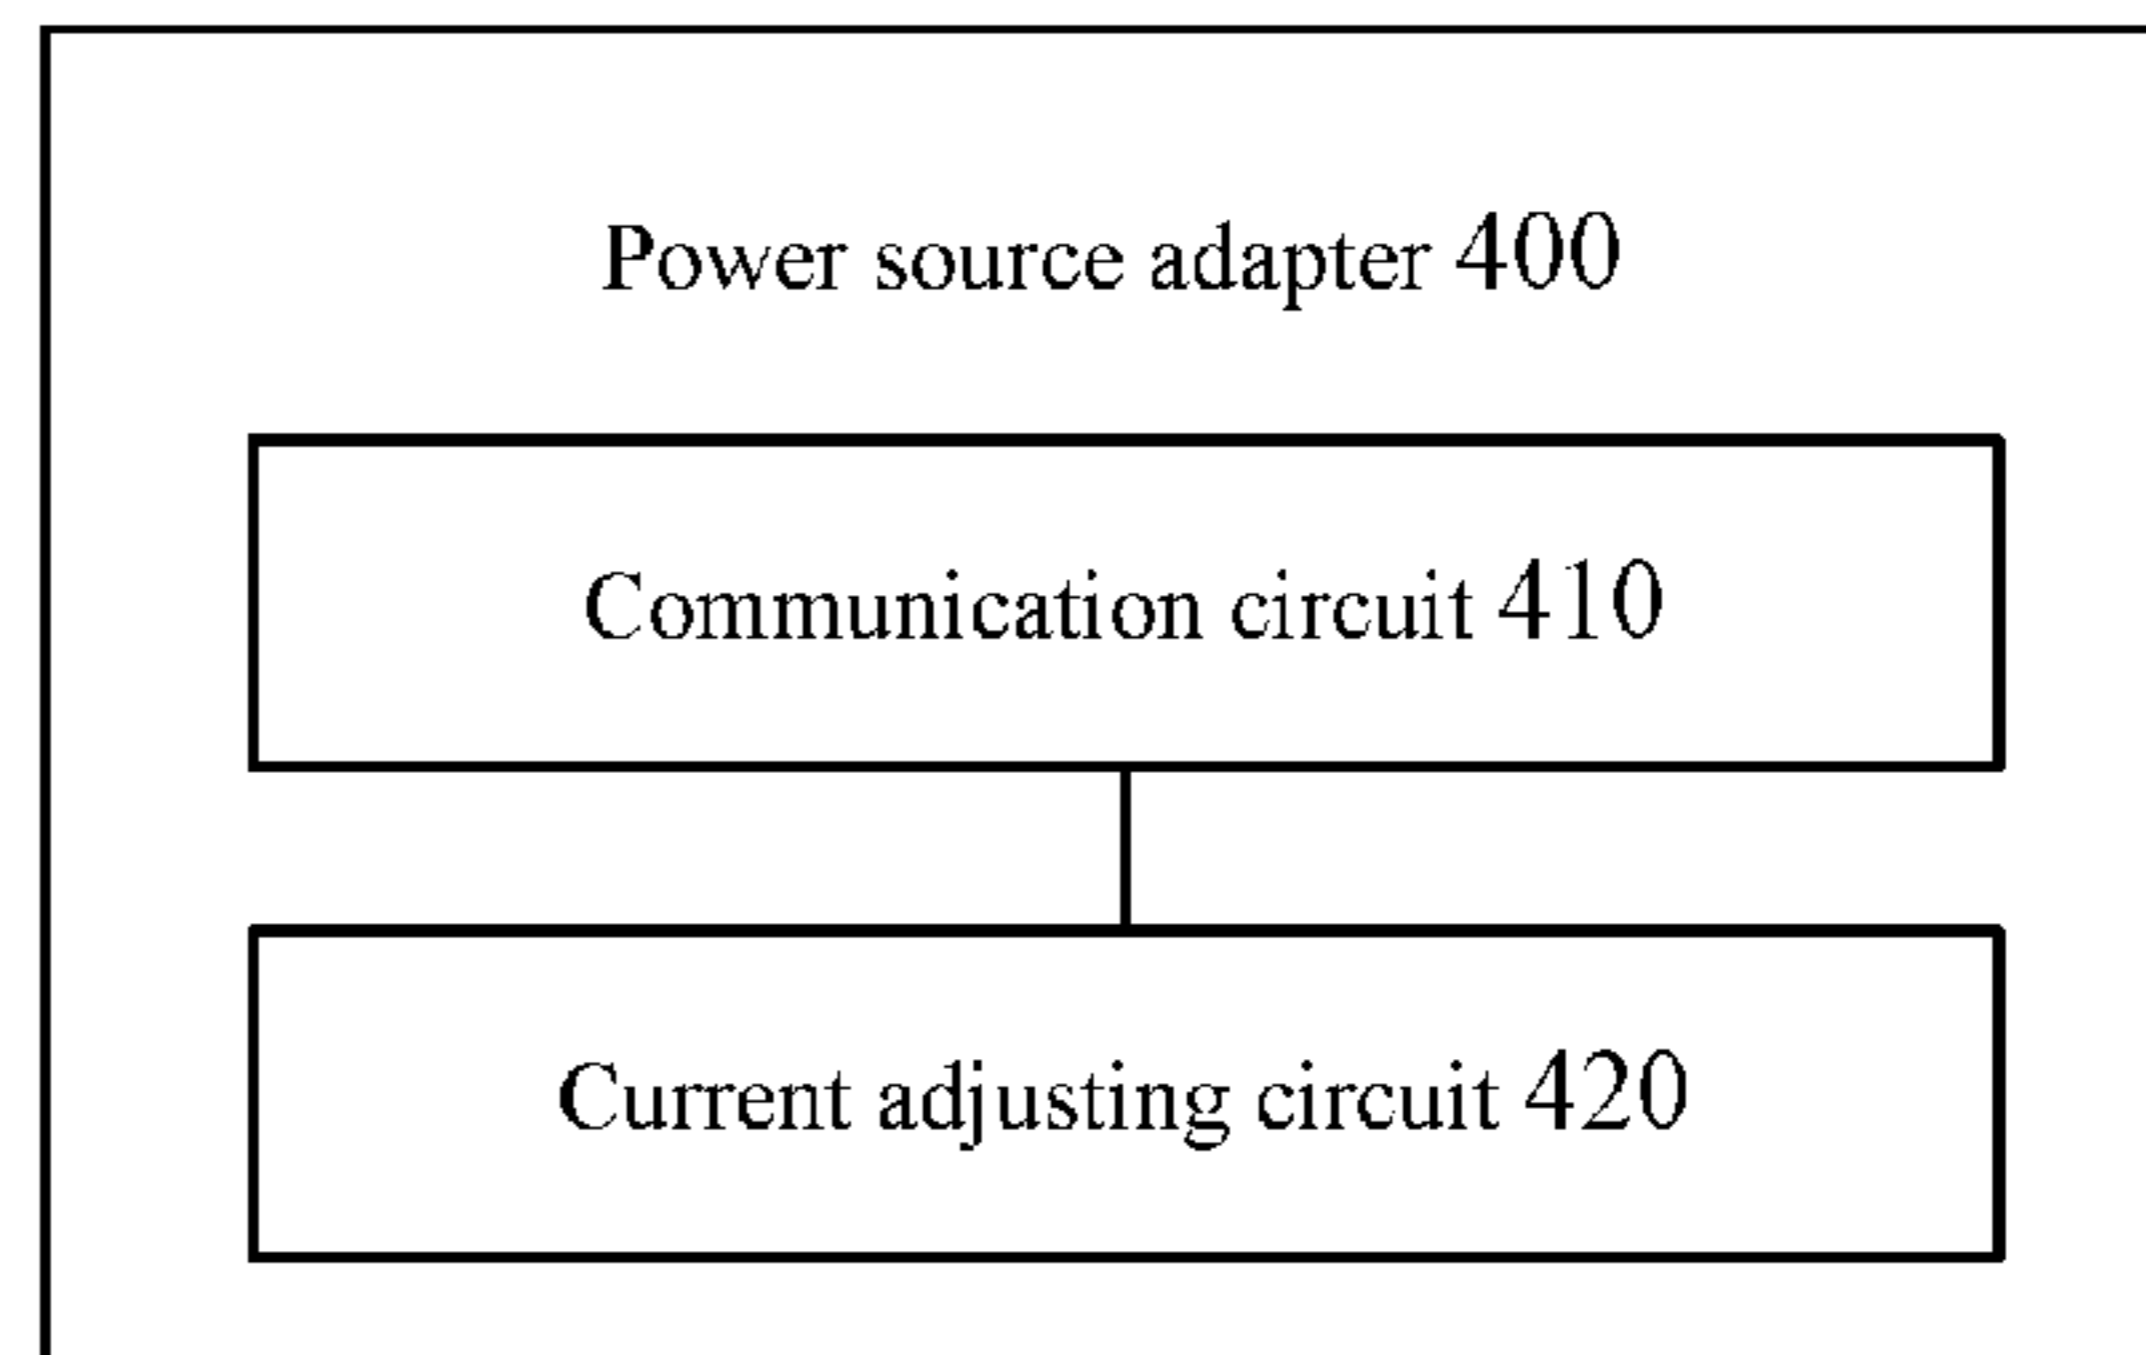 Power source adapter 400
Communication circuit 410
Current adjusting circuit 420